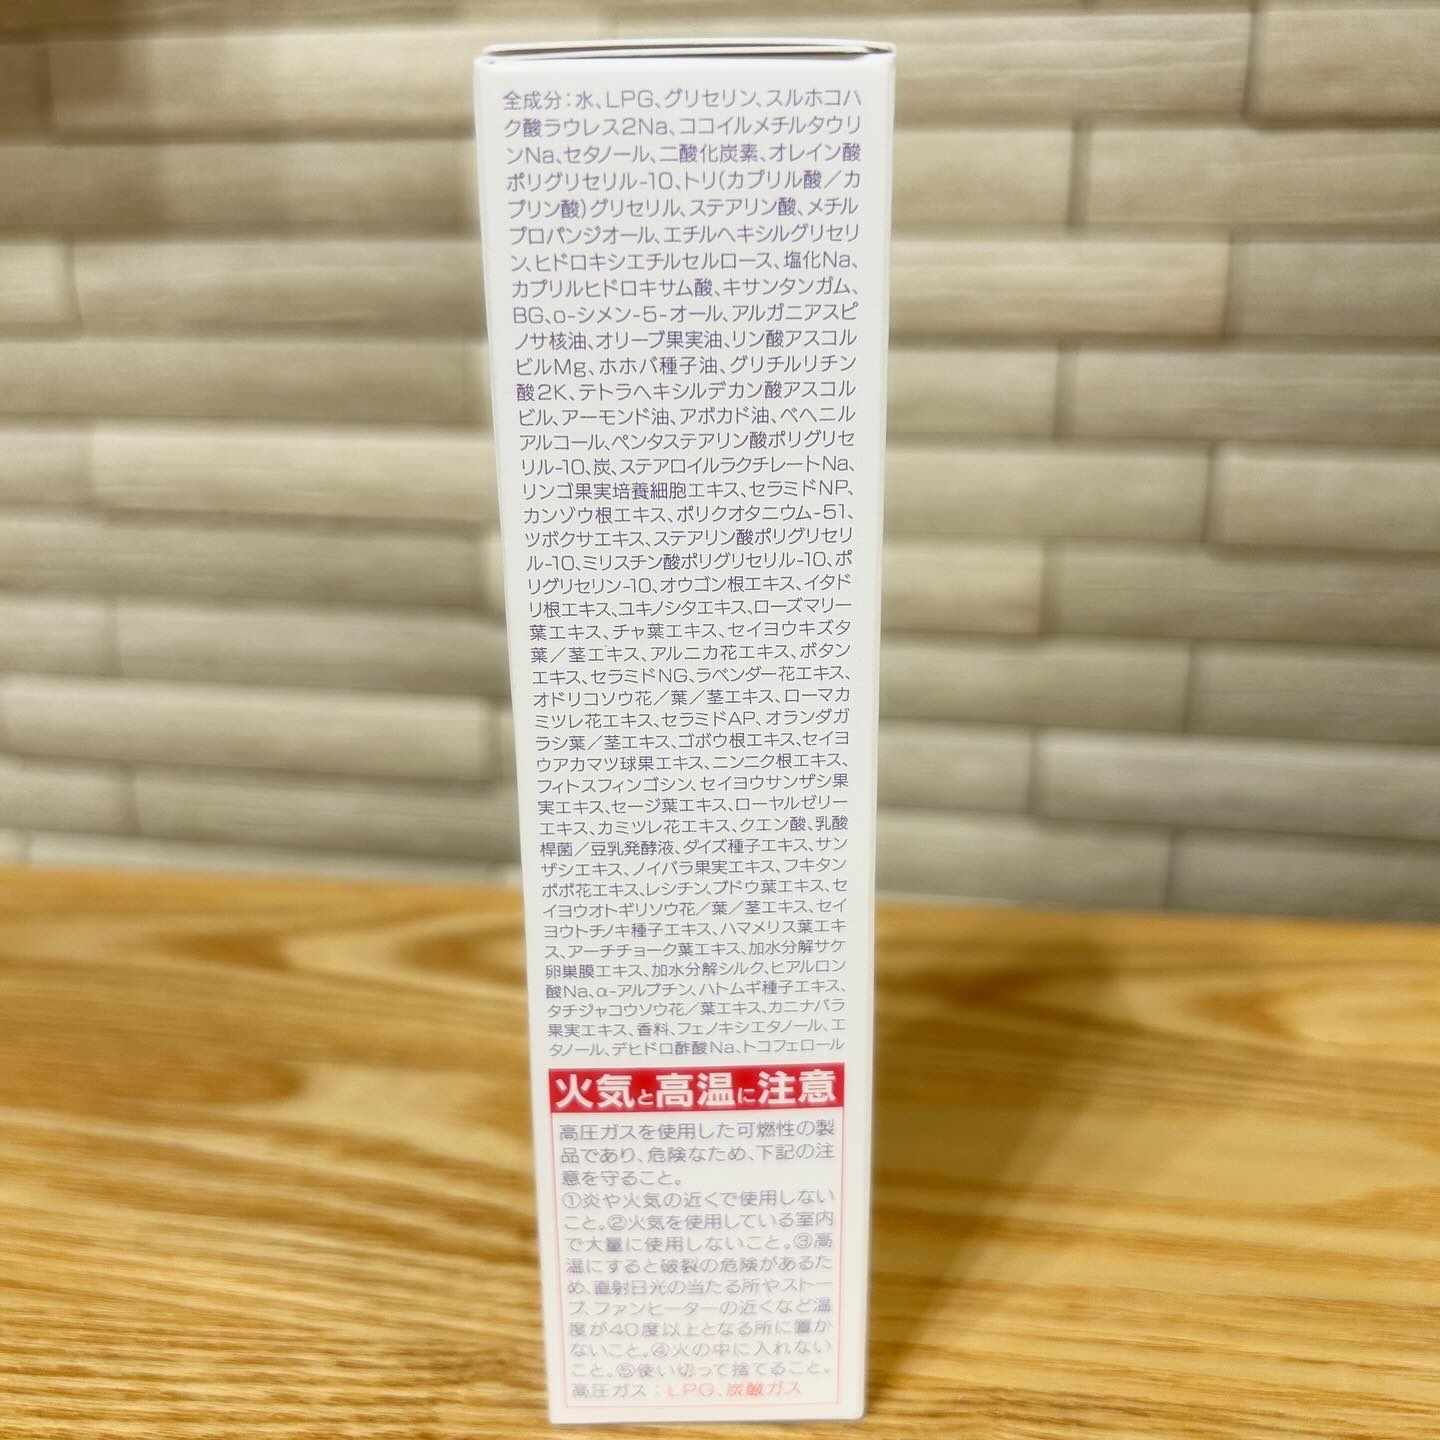 全成分：水、LPG、グリセリン、スルホコハ
ク酸ラウレス2Na、ココイルメチルタウリ
ンNa、セタノール、二酸化炭素、オレイン酸
ポリグリセリル-10、トリ(カプリル酸／カ
プリン酸)グリセリル、ステアリン酸、メチル
プロパンジオール、エチルヘキシルグリセリ
ン、ヒドロキシエチルセルロース、塩化Na、
カプリルヒドロキサム酸、キサンタンガム、
BG、o-シメン-5-オール、アルガニアスピ
ノサ核油、オリーブ果実油、リン酸アスコル
ビルMg、ホホバ種子油、グリチルリチン
酸2K、テトラヘキシルデカン酸アスコル
ビル、アーモンド油、アボカド油、ベヘニル
アルコール、ペンタステアリン酸ポリグリセ
リル-10、炭、ステアロイルラクチレートNa、
リンゴ果実培養細胞エキス、セラミドNP、
カンゾウ根エキス、ポリクオタニウム-51、
ツボクサエキス、ステアリン酸ポリグリセリ
ル-10、ミリスチン酸ポリグリセリル-10、ポ
リグリセリン-10、オウゴン根エキス、イタド
リ根エキス、ユキノシタエキス、ローズマリー
葉エキス、チャ葉エキス、セイヨウキズタ
葉／茎エキス、アルニカ花エキス、ボタン
エキス、セラミドNG、ラベンダー花エキス、
オドリコソウ花／葉／茎エキス、ローマカ
ミツレ花エキス、セラミドAP、オランダガ
ラシ葉／茎エキス、ゴボウ根エキス、セイヨ
ウアカマツ球果エキス、ニンニク根エキス、
フィトスフィンゴシン、セイヨウサンザシ果
実エキス、セージ葉エキス、ローヤルゼリー
エキス、カミツレ花エキス、クエン酸、乳酸
桿菌／豆乳発酵液、ダイズ種子エキス、サン
ザシエキス、ノイバラ果実エキス、フキタン
ポポ花エキス、レシチン、ブドウ葉エキス、セ
イヨウオトギリソウ花／葉／茎エキス、セイ
ヨウトチノキ種子エキス、ハマメリス葉エキ
ス、アーチチョーク葉エキス、加水分解サケ
卵巣膜エキス、加水分解シルク、ヒアルロン
酸Na、α-アルブチン、ハトムギ種子エキス、
タチジャコウソウ花／葉エキス、カニナバラ
果実エキス、香料、フェノキシエタノール、エ
タノール、デヒドロ酢酸Na、トコフェロール
火気と高温に注意
高圧ガスを使用した可燃性の製
品であり、危険なため、下記の注
意を守ること。
①炎や火気の近くで使用しない
こと。②火気を使用している室内
で大量に使用しないこと。③高
温にすると破裂の危険があるた
め、直射日光の当たる所やストー
ブ、ファンヒーターの近くなど温
度が40度以上となる所に置か
ないこと。④火の中に入れない
こと。⑤使い切って捨てること。
高圧ガス：LPG、炭酸ガス